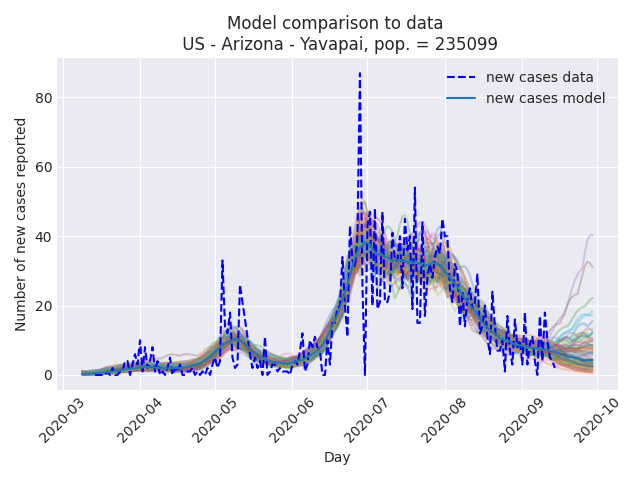 Model comparison to data
US - Arizona - Yavapai, pop. = 235099
new cases data
new cases model
Number of new cases reported
80
60
40
20
0
2020-03
2020-04
2020-05
2020-06
2020-07
2020-08
2020-09
2020-10
Day